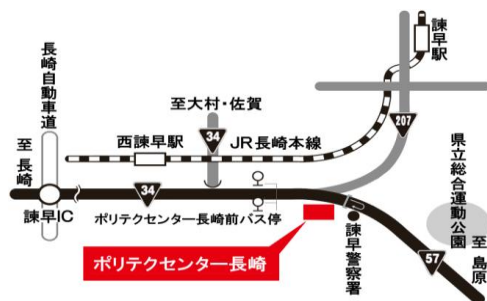 長崎自動車道
至長崎
諫早IC
西諫早駅
至大村・佐賀
34
JR長崎本線
諫早駅
207
34
ポリテクセンター長崎前バス停
ポリテクセンター長崎
諫早警察署
県立総合運動公園
至島原
57